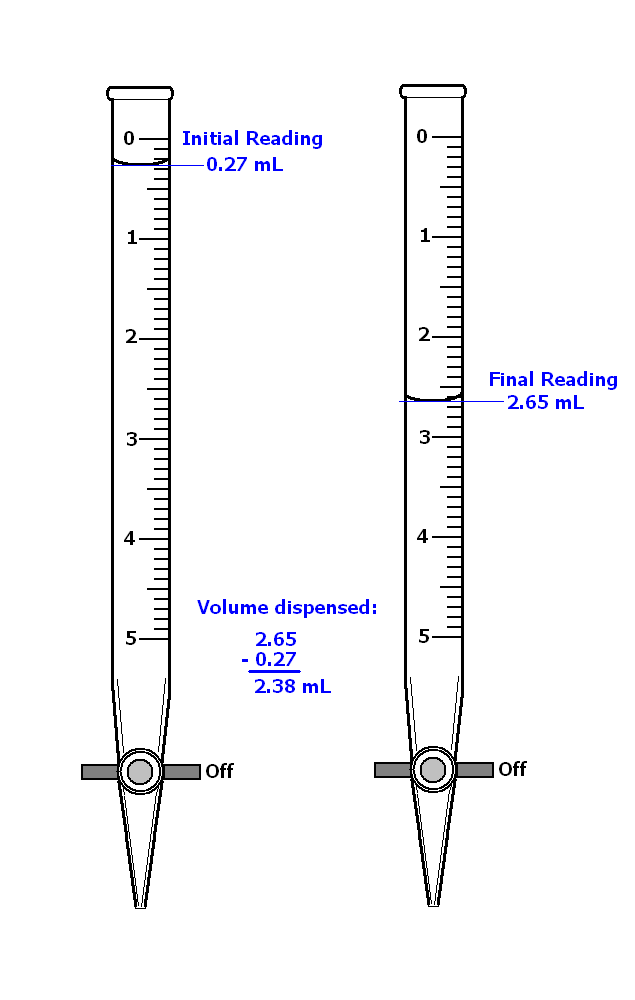 0
Initial Reading
0.27 mL
1
2
3
4
5
Off
Volume dispensed:
2.65
- 0.27
2.38 mL
0
1
2
Final Reading
2.65 mL
3
4
5
Off